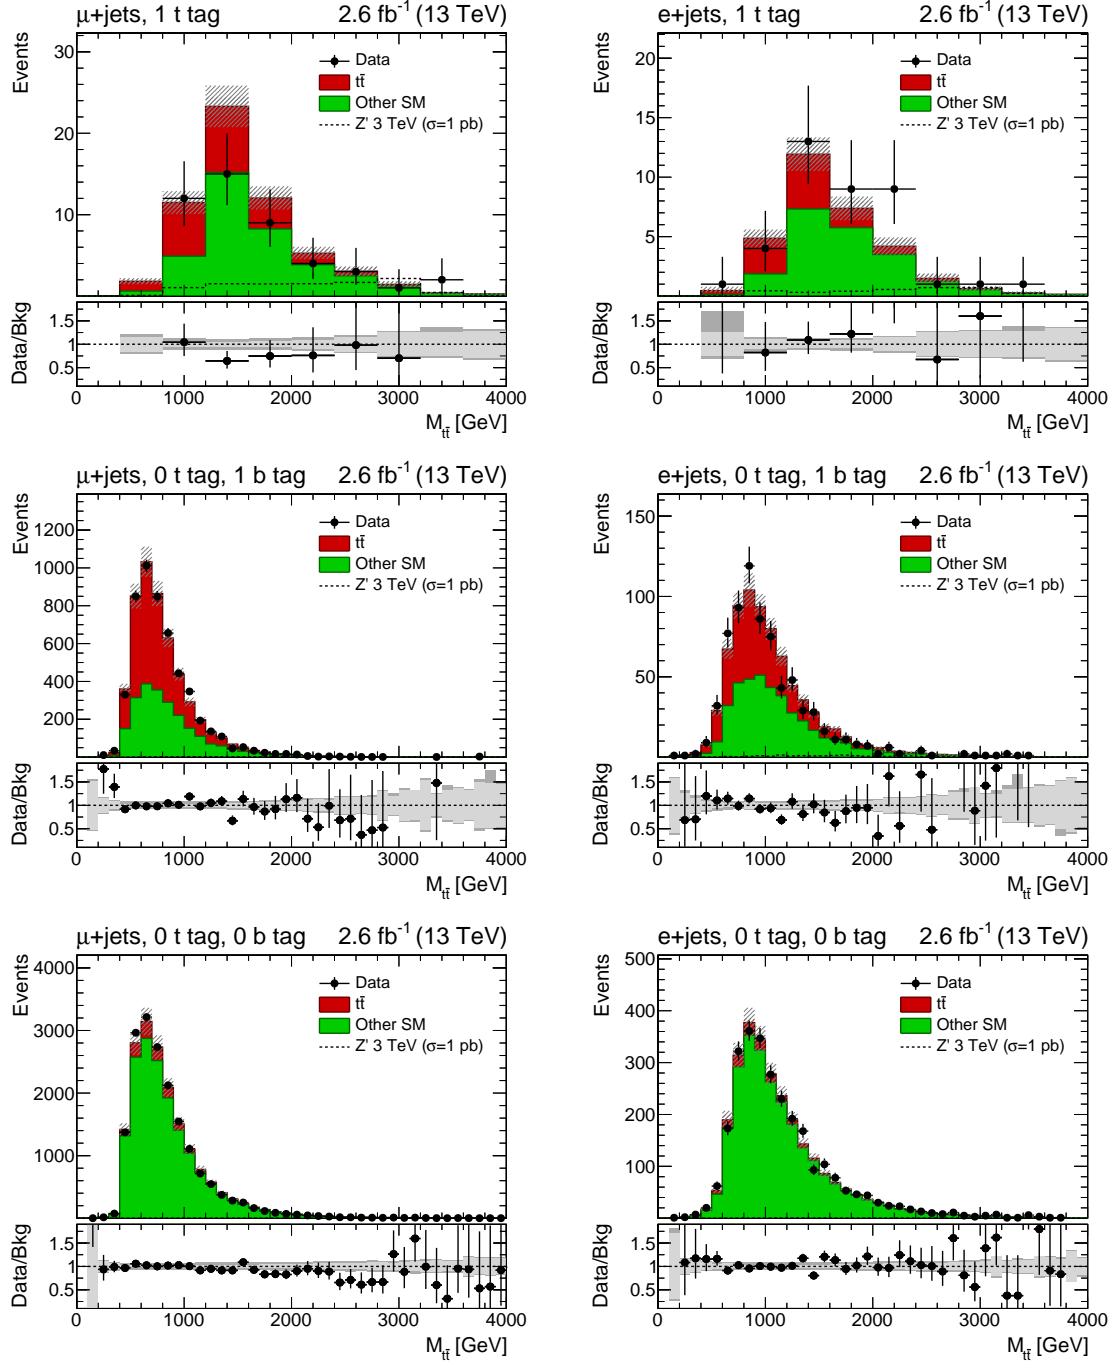 μ+jets, 1 t tag 2.6 fb⁻¹ (13 TeV)
Events
30
20
10
Data
tt̄
Other SM
Z' 3 TeV (σ=1 pb)
Data/Bkg
1.5
1
0.5
0 1000 2000 3000 4000
M_tt̄ [GeV]
e+jets, 1 t tag 2.6 fb⁻¹ (13 TeV)
Events
20
15
10
5
Data
tt̄
Other SM
Z' 3 TeV (σ=1 pb)
Data/Bkg
1.5
1
0.5
0 1000 2000 3000 4000
M_tt̄ [GeV]
μ+jets, 0 t tag, 1 b tag 2.6 fb⁻¹ (13 TeV)
Events
1200
1000
800
600
400
200
Data
tt̄
Other SM
Z' 3 TeV (σ=1 pb)
Data/Bkg
1.5
1
0.5
0 1000 2000 3000 4000
M_tt̄ [GeV]
e+jets, 0 t tag, 1 b tag 2.6 fb⁻¹ (13 TeV)
Events
150
100
50
Data
tt̄
Other SM
Z' 3 TeV (σ=1 pb)
Data/Bkg
1.5
1
0.5
0 1000 2000 3000 4000
M_tt̄ [GeV]
μ+jets, 0 t tag, 0 b tag 2.6 fb⁻¹ (13 TeV)
Events
4000
3000
2000
1000
Data
tt̄
Other SM
Z' 3 TeV (σ=1 pb)
Data/Bkg
1.5
1
0.5
0 1000 2000 3000 4000
M_tt̄ [GeV]
e+jets, 0 t tag, 0 b tag 2.6 fb⁻¹ (13 TeV)
Events
500
400
300
200
100
Data
tt̄
Other SM
Z' 3 TeV (σ=1 pb)
Data/Bkg
1.5
1
0.5
0 1000 2000 3000 4000
M_tt̄ [GeV]